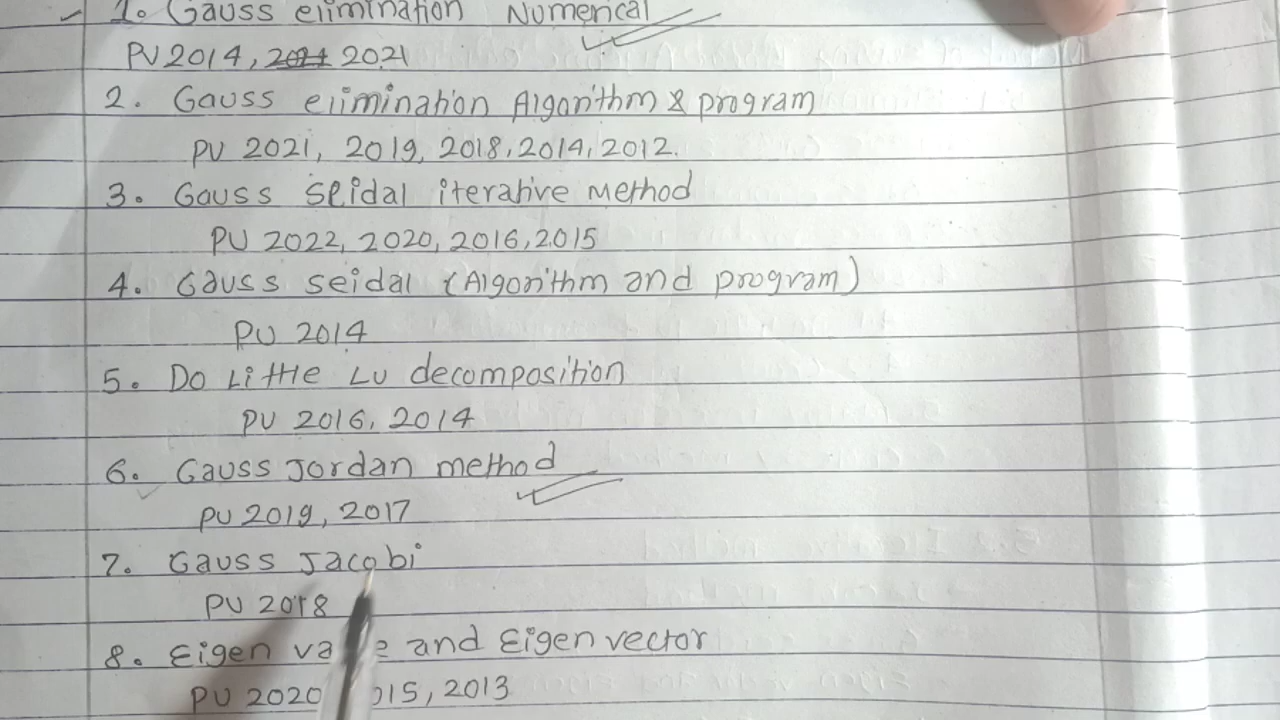 1. Gauss elimination Numerical
PU 2014, 2021
2. Gauss elimination Algorithm & program
PU 2021, 2019, 2018, 2014, 2012.
3. Gauss Seidal iterative Method
PU 2022, 2020, 2016, 2015
4. Gauss seidal (Algorithm and program)
PU 2014
5. Do Little LU decomposition
PU 2016, 2014
6. Gauss Jordan method
PU 2019, 2017
7. Gauss Jacobi
PU 2018
8. Eigen and Eigen vector
PU 2020 2013